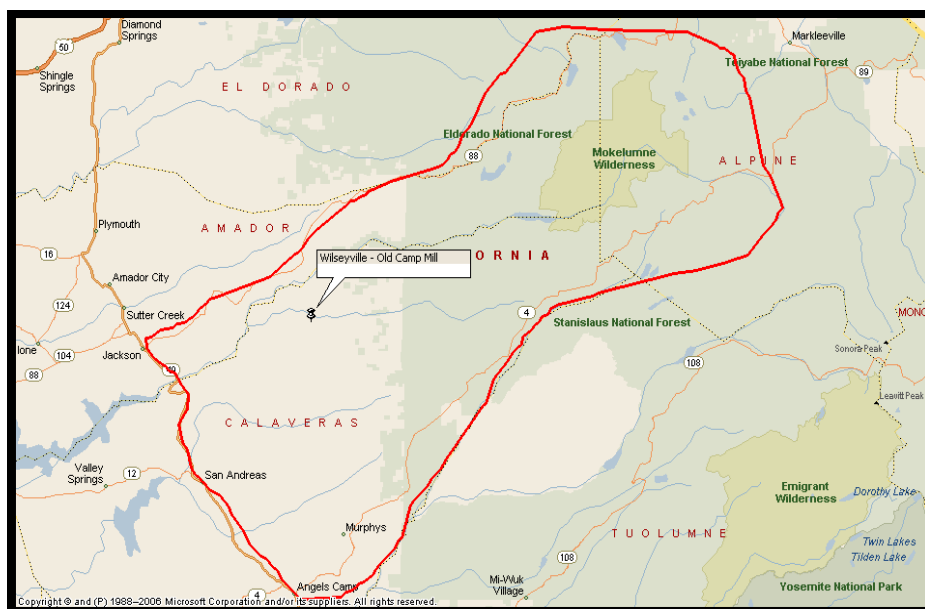 Diamond
Springs
50
Shingle
Springs
Markleeville
Toiyabe National Forest
89
EL DORADO
Eldorado National Forest
88
Mokelumne
Wilderness
ALPINE
AMADOR
Plymouth
16
Wilseyville - Old Camp Mill
ORNIA
Amador City
124
Sutter Creek
4
Stanislaus National Forest
MONO
Ione
104
Jackson
88
49
Sonora Peak
108
Leavitt Peak
CALAVERAS
San Andreas
Valley
Springs
12
Emigrant
Wilderness
Dorothy Lake
Murphys
TUOLUMNE
Twin Lakes
Tilden Lake
108
Angels Camp
4
Mi-Wuk
Village
Yosemite National Park
Copyright © and (P) 1988–2006 Microsoft Corporation and/or its suppliers. All rights reserved.